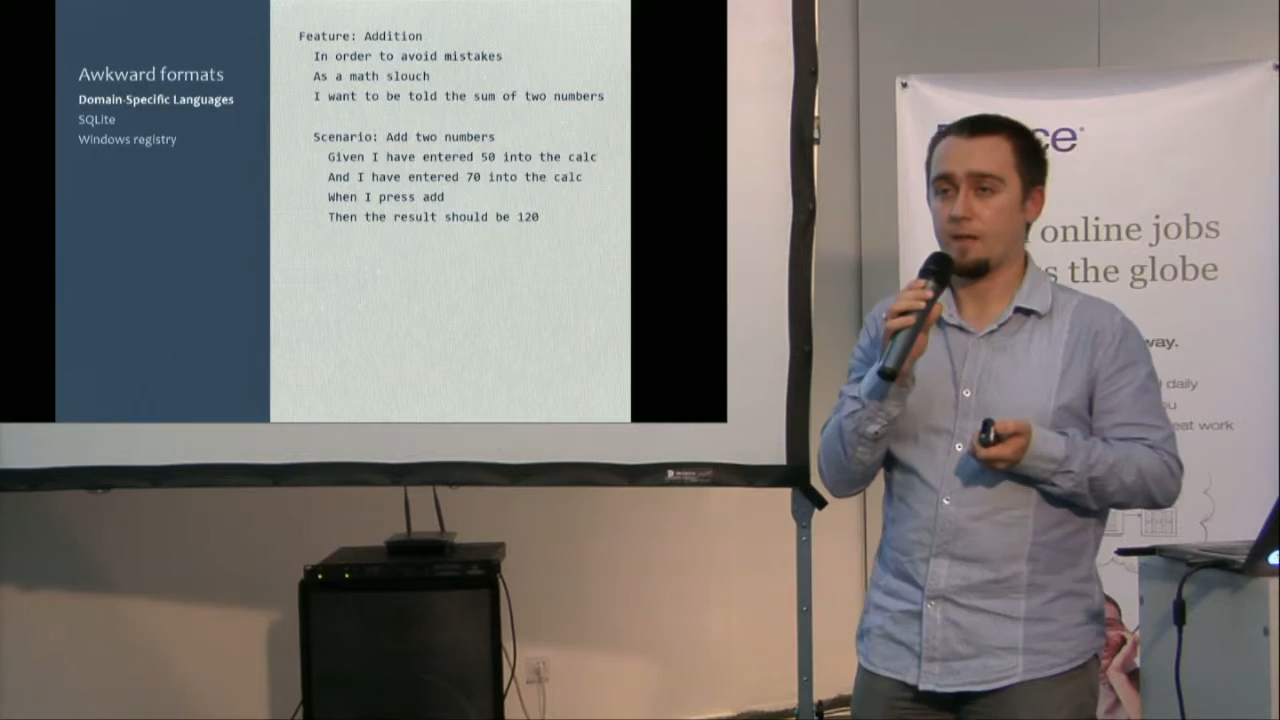 Awkward formats
Domain-Specific Languages
SQLite
Windows registry
Feature: Addition
In order to avoid mistakes
As a math slouch
I want to be told the sum of two numbers
Scenario: Add two numbers
Given I have entered 50 into the calc
And I have entered 70 into the calc
When I press add
Then the result should be 120
online jobs
the globe
way.
daily
work